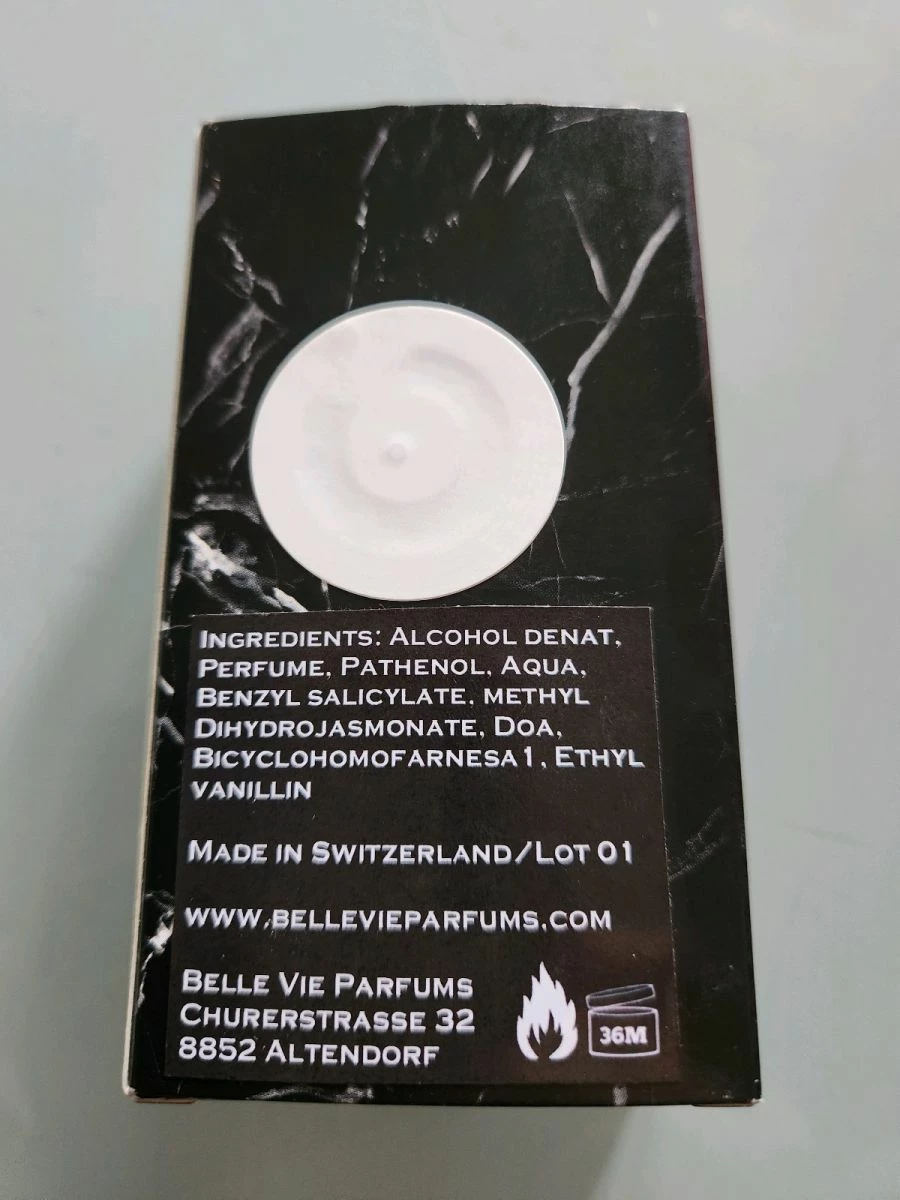 INGREDIENTS: ALCOHOL DENAT,
PERFUME, PATHENOL, AQUA,
BENZYL SALICYLATE, METHYL
DIHYDROJASMONATE, DOA,
BICYCLOHOMOFARNESA1, ETHYL
VANILLIN
MADE IN SWITZERLAND/LOT 01
WWW.BELLEVIEPARFUMS.COM
BELLE VIE PARFUMS
CHURERSTRASSE 32
8852 ALTENDORF
36M